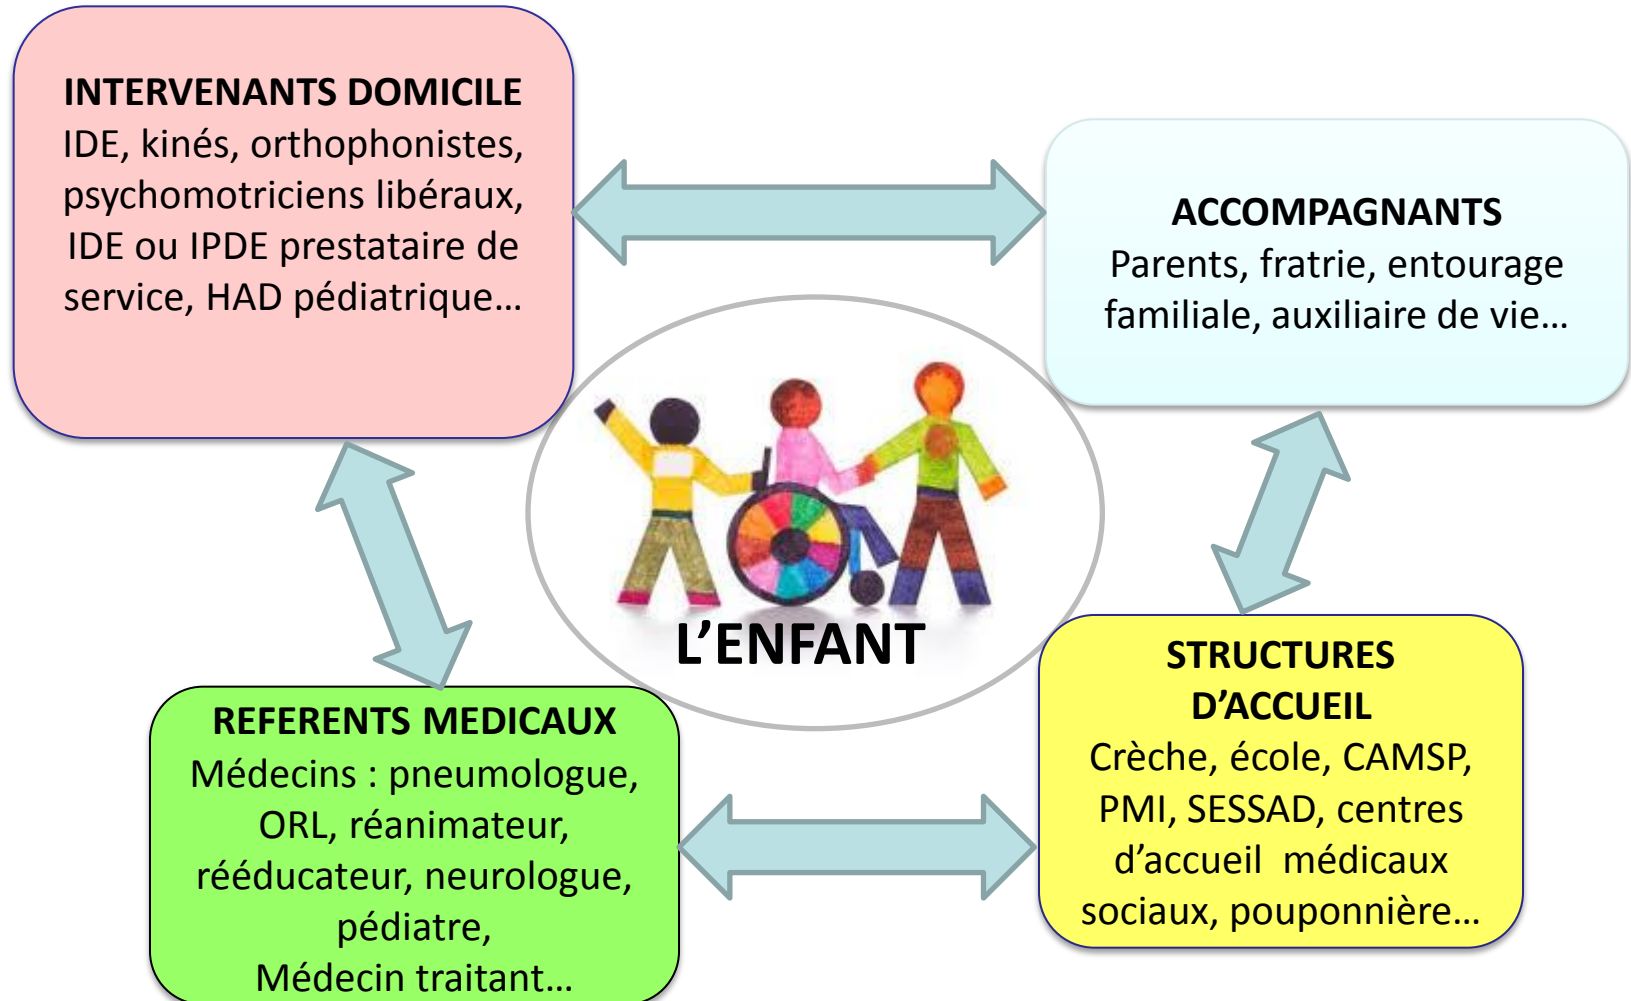 INTERVENANTS DOMICILE
IDE, kinés, orthophonistes,
psychomotriciens libéraux,
IDE ou IPDE prestataire de
service, HAD pédiatrique…
ACCOMPAGNANTS
Parents, fratrie, entourage
familiale, auxiliaire de vie…
L’ENFANT
REFERENTS MEDICAUX
Médecins : pneumologue,
ORL, réanimateur,
rééducateur, neurologue,
pédiatre,
Médecin traitant…
STRUCTURES
D’ACCUEIL
Crèche, école, CAMSP,
PMI, SESSAD, centres
d’accueil  médicaux
sociaux, pouponnière…